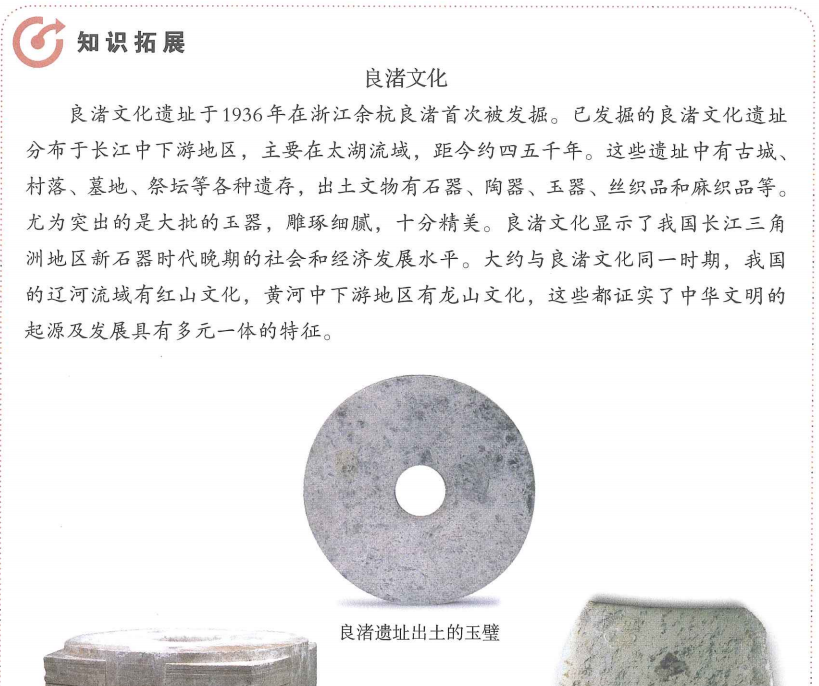 知识拓展
良渚文化
良渚文化遗址于1936年在浙江余杭良渚首次被发掘。已发掘的良渚文化遗址
分布于长江中下游地区，主要在太湖流域，距今约四五千年。这些遗址中有古城、
村落、墓地、祭坛等各种遗存，出土文物有石器、陶器、玉器、丝织品和麻织品等。
尤为突出的是大批的玉器，雕琢细腻，十分精美。良渚文化显示了我国长江三角
洲地区新石器时代晚期的社会和经济发展水平。大约与良渚文化同一时期，我国
的辽河流域有红山文化，黄河中下游地区有龙山文化，这些都证实了中华文明的
起源及发展具有多元一体的特征。
良渚遗址出土的玉璧